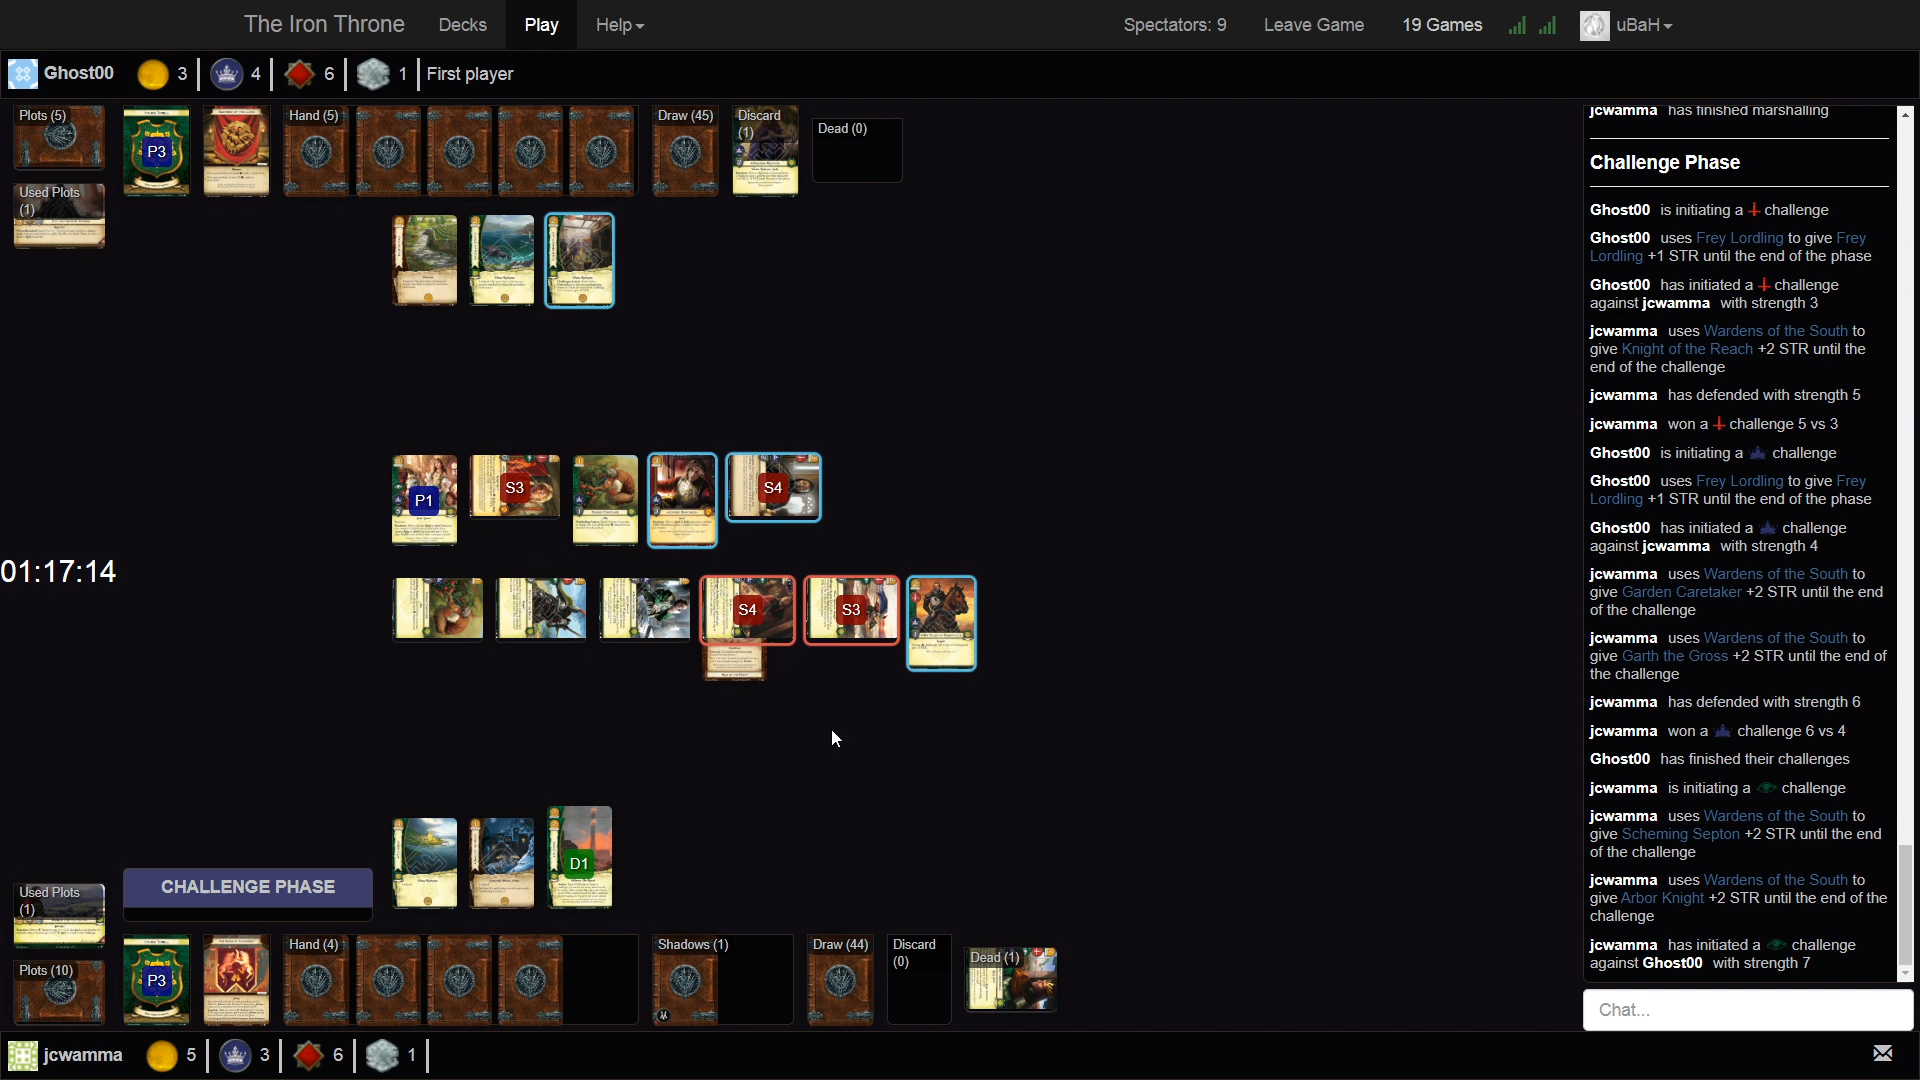 The Iron Throne
Decks
Play
Help
Spectators: 9
Leave Game
19 Games
uBaH
Ghost00
3
4
6
1
First player
Plots (5)
P3
Hand (5)
Draw (45)
Discard
(1)
Dead (0)
Used Plots
(1)
P1
S3
S4
01:17:14
S4
S3
D1
CHALLENGE PHASE
Used Plots
(1)
Plots (10)
P3
Hand (4)
Shadows (1)
Draw (44)
Discard
(0)
Dead (1)
jcwamma
5
3
6
1
jcwamma has finished marshalling
Challenge Phase
Ghost00 is initiating a challenge
Ghost00 uses Frey Lordling to give Frey
Lordling +1 STR until the end of the phase
Ghost00 has initiated a challenge
against jcwamma with strength 3
jcwamma uses Wardens of the South to
give Knight of the Reach +2 STR until the
end of the challenge
jcwamma has defended with strength 5
jcwamma won a challenge 5 vs 3
Ghost00 is initiating a challenge
Ghost00 uses Frey Lordling to give Frey
Lordling +1 STR until the end of the phase
Ghost00 has initiated a challenge
against jcwamma with strength 4
jcwamma uses Wardens of the South to
give Garden Caretaker +2 STR until the end
of the challenge
jcwamma uses Wardens of the South to
give Garth the Gross +2 STR until the end of
the challenge
jcwamma has defended with strength 6
jcwamma won a challenge 6 vs 4
Ghost00 has finished their challenges
jcwamma is initiating a challenge
jcwamma uses Wardens of the South to
give Scheming Septon +2 STR until the end
of the challenge
jcwamma uses Wardens of the South to
give Arbor Knight +2 STR until the end of the
challenge
jcwamma has initiated a challenge
against Ghost00 with strength 7
Chat...